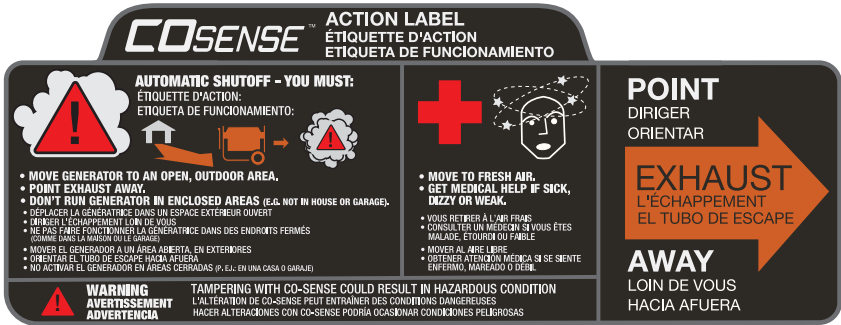 COSENSE™
ACTION LABEL
ÉTIQUETTE D'ACTION
ETIQUETA DE FUNCIONAMIENTO
AUTOMATIC SHUTOFF - YOU MUST:
ÉTIQUETTE D'ACTION:
ETIQUETA DE FUNCIONAMIENTO:
• MOVE GENERATOR TO AN OPEN, OUTDOOR AREA.
• POINT EXHAUST AWAY.
• DON'T RUN GENERATOR IN ENCLOSED AREAS (E.G. NOT IN HOUSE OR GARAGE).
• DÉPLACER LA GÉNÉRATRICE DANS UN ESPACE EXTÉRIEUR OUVERT
• DIRIGER L'ÉCHAPPEMENT LOIN DE VOUS
• NE PAS FAIRE FONCTIONNER LA GÉNÉRATRICE DANS DES ENDROITS FERMÉS
(COMME DANS LA MAISON OU LE GARAGE)
• MOVER EL GENERADOR A UN ÁREA ABIERTA, EN EXTERIORES
• ORIENTAR EL TUBO DE ESCAPE HACIA AFUERA
• NO ACTIVAR EL GENERADOR EN ÁREAS CERRADAS (P. EJ.: EN UNA CASA O GARAJE)
• MOVE TO FRESH AIR.
• GET MEDICAL HELP IF SICK,
DIZZY OR WEAK.
• VOUS RETIRER À L'AIR FRAIS
• CONSULTER UN MÉDECIN SI VOUS ÊTES
MALADE, ÉTOURDI OU FAIBLE
• MOVER AL AIRE LIBRE
• OBTENER ATENCIÓN MÉDICA SI SE SIENTE
ENFERMO, MAREADO O DÉBIL.
POINT
DIRIGER
ORIENTAR
EXHAUST
L'ÉCHAPPEMENT
EL TUBO DE ESCAPE
AWAY
LOIN DE VOUS
HACIA AFUERA
WARNING
AVERTISSEMENT
ADVERTENCIA
TAMPERING WITH CO-SENSE COULD RESULT IN HAZARDOUS CONDITION
L'ALTÉRATION DE CO-SENSE PEUT ENTRAÎNER DES CONDITIONS DANGEREUSES
HACER ALTERACIONES CON CO-SENSE PODRÍA OCASIONAR CONDICIONES PELIGROSAS